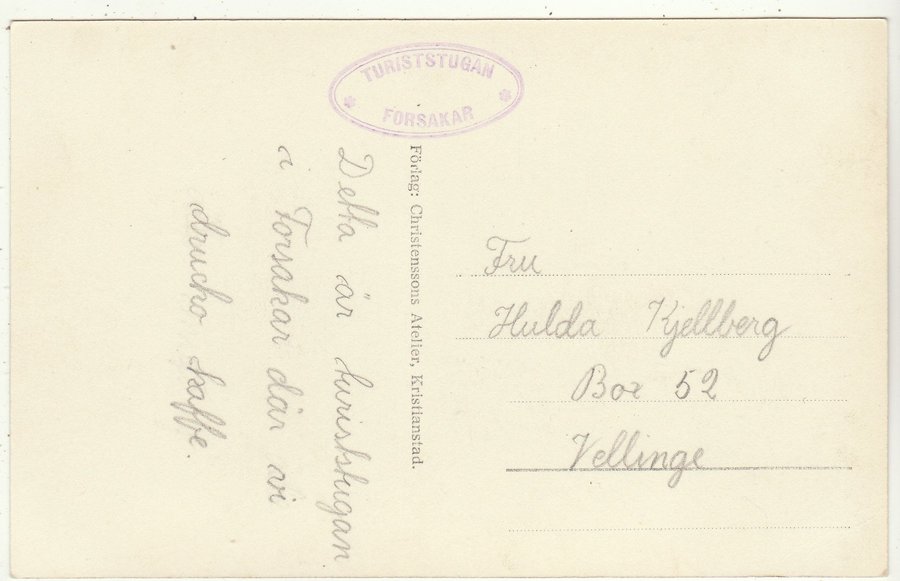 TURISTSTUGAN
FORSAKAR
Detta är turiststugan
i Forsakar där vi
drucko kaffe.
Förlag: Christenssons Atelier, Kristianstad.
Fru
Hulda Kjellberg
Box 52
Vellinge